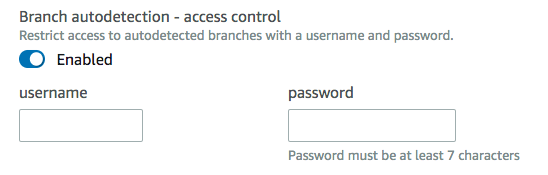 Branch autodetection - access control
Restrict access to autodetected branches with a username and password.
Enabled
username password
Password must be at least 7 characters